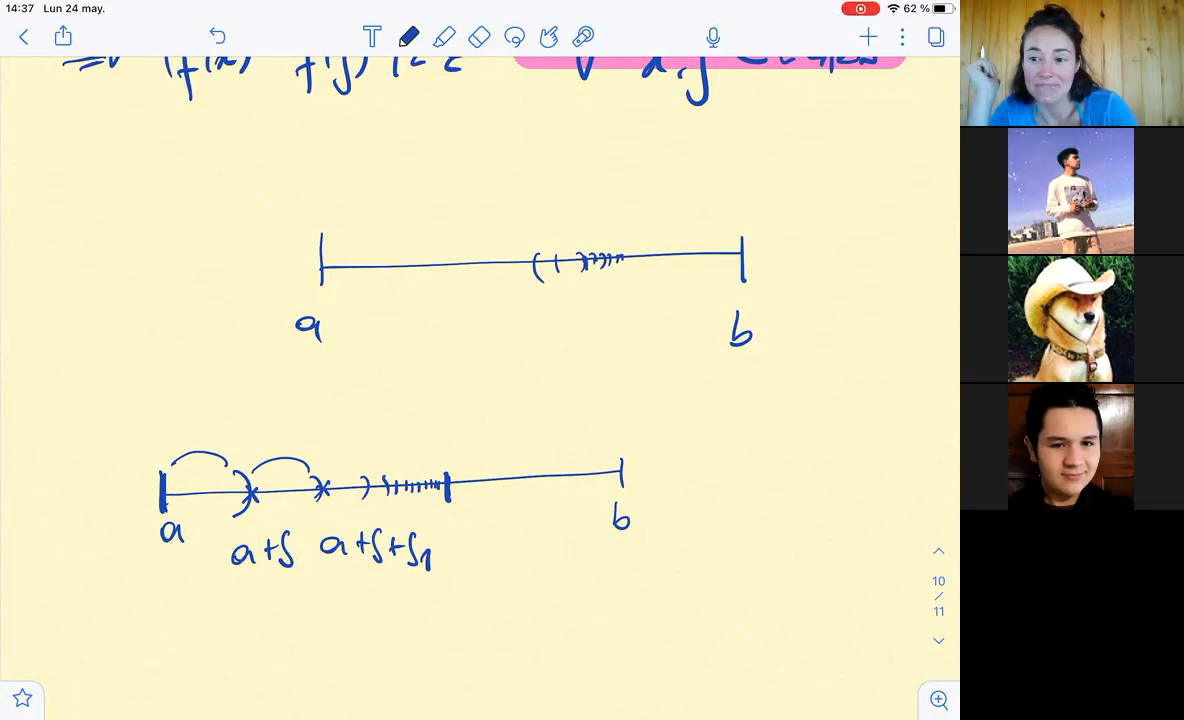 14:37 Lun 24 may. 62 %
T
a b
a b
a+δ a+δ+δ1
10
/
11